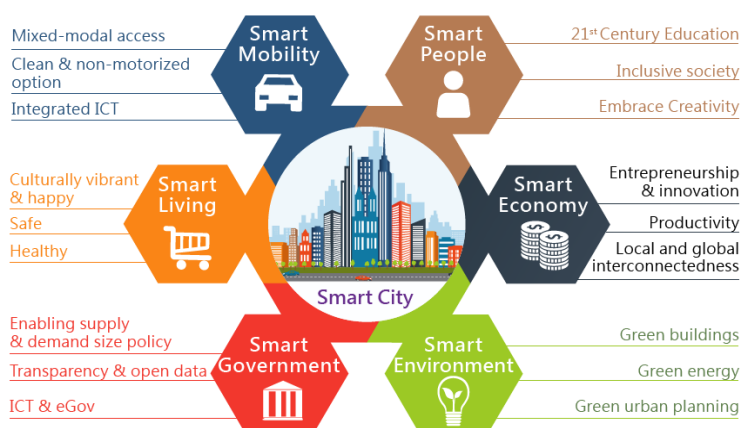 Mixed-modal access
Clean & non-motorized
option
Integrated ICT
Smart
Mobility
Smart
People
21st Century Education
Inclusive society
Embrace Creativity
Culturally vibrant
& happy
Safe
Healthy
Smart
Living
Smart
Economy
Entrepreneurship
& innovation
Productivity
Local and global
interconnectedness
Smart City
Enabling supply
& demand size policy
Transparency & open data
ICT & eGov
Smart
Government
Smart
Environment
Green buildings
Green energy
Green urban planning